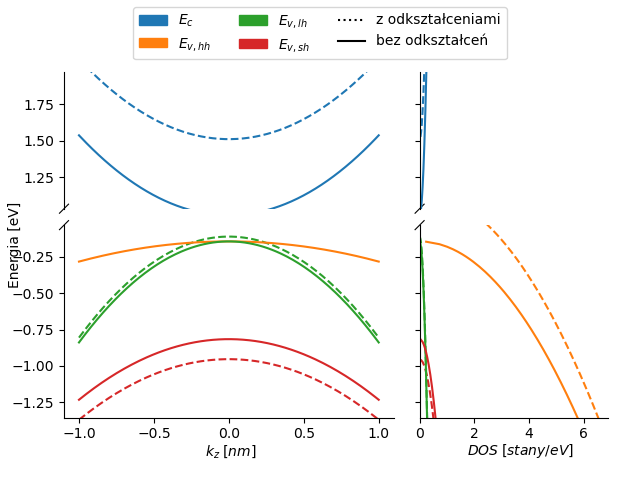 E_c E_{v, lh} z odkształceniami
E_{v, hh} E_{v, sh} bez odkształceń
Energia [eV]
1.75
1.50
1.25
−0.25
−0.50
−0.75
−1.00
−1.25
−1.0 −0.5 0.0 0.5 1.0
k_z [nm]
0 2 4 6
DOS [stany/eV]